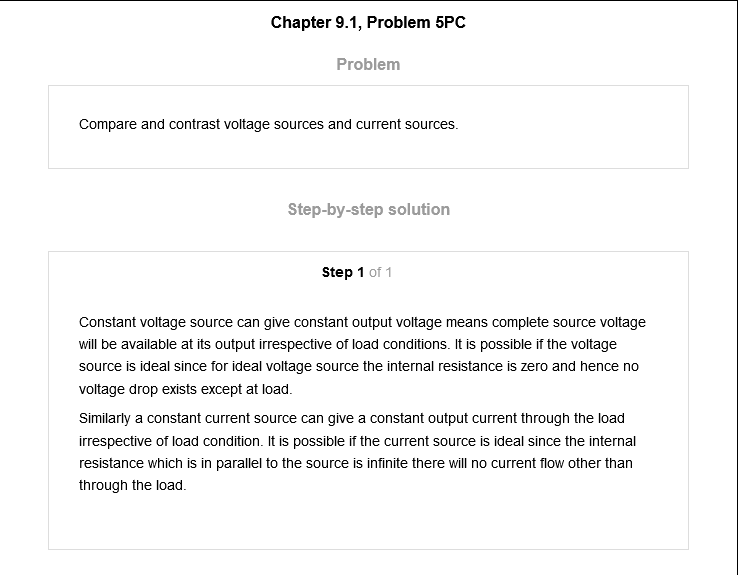 Chapter 9.1, Problem 5PC
Problem
Compare and contrast voltage sources and current sources.
Step-by-step solution
Step 1 of 1
Constant voltage source can give constant output voltage means complete source voltage
will be available at its output irrespective of load conditions. It is possible if the voltage
source is ideal since for ideal voltage source the internal resistance is zero and hence no
voltage drop exists except at load.
Similarly a constant current source can give a constant output current through the load
irrespective of load condition. It is possible if the current source is ideal since the internal
resistance which is in parallel to the source is infinite there will no current flow other than
through the load.